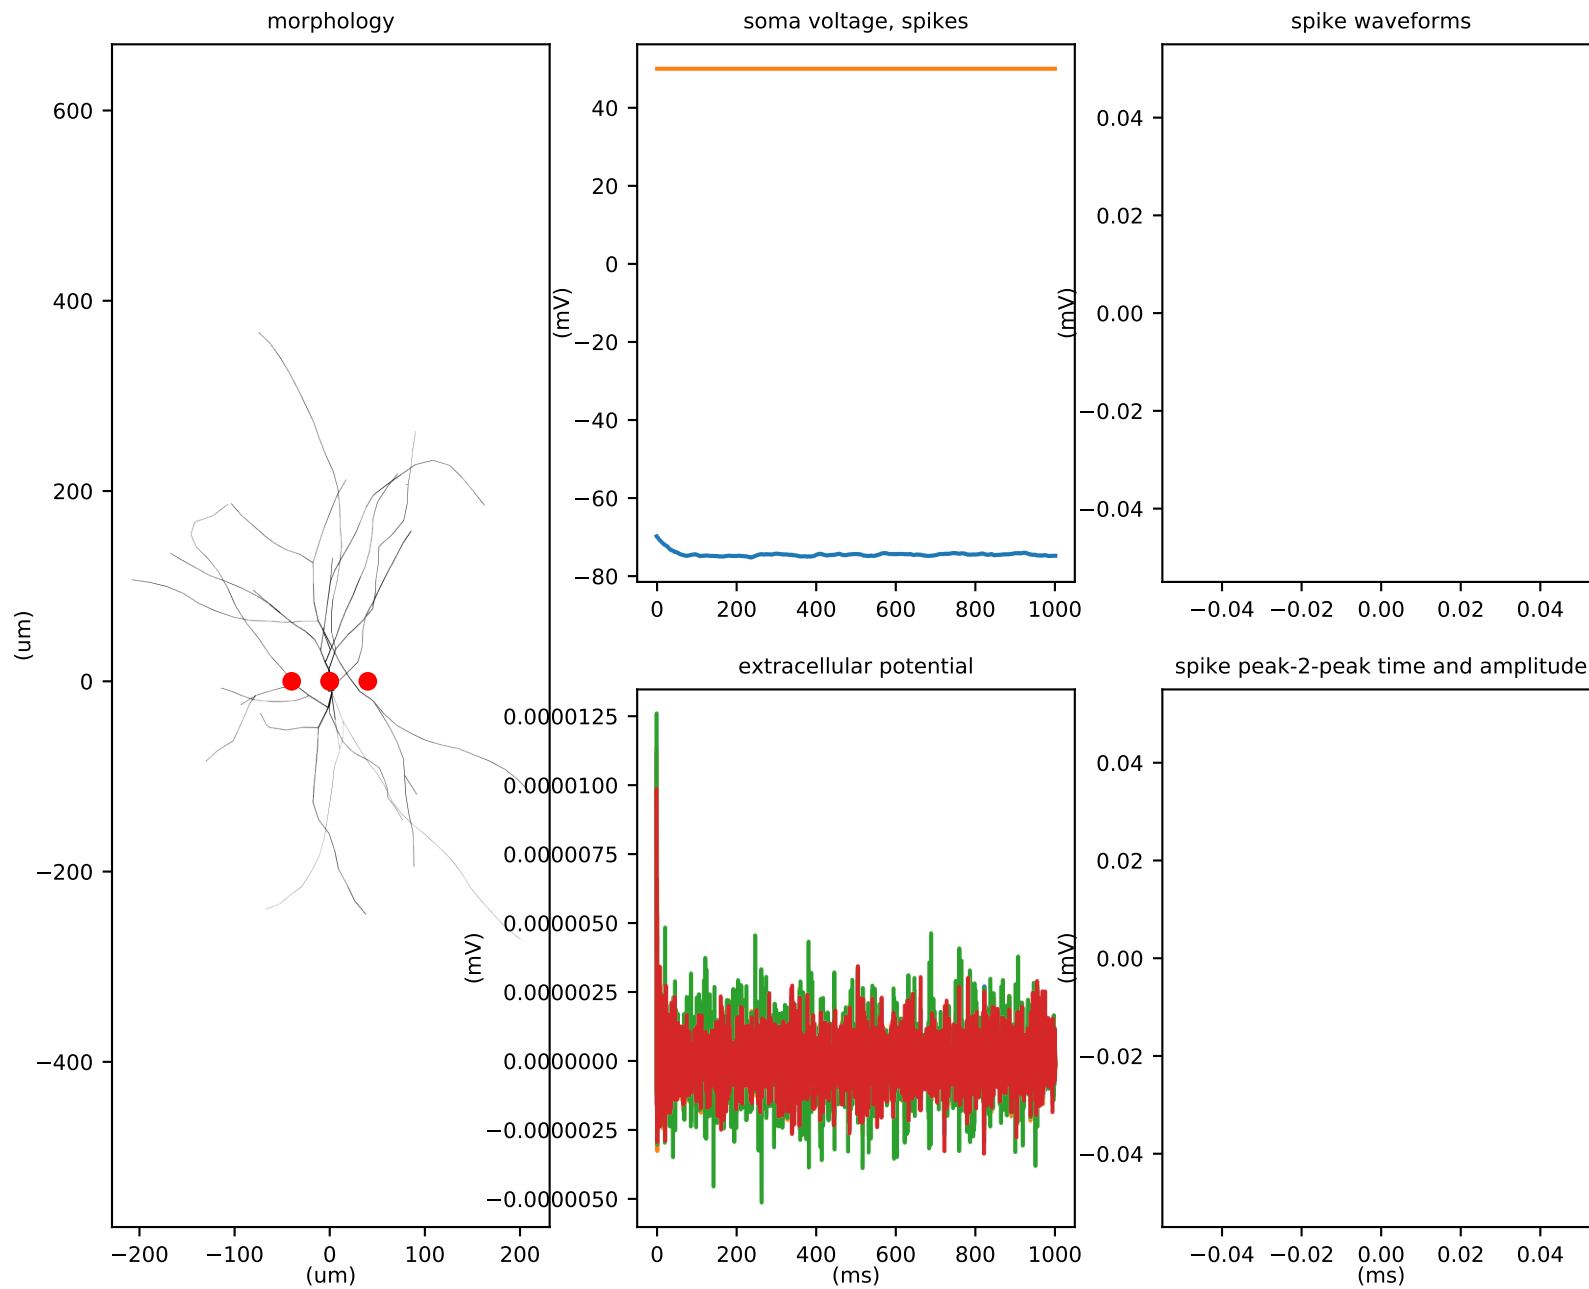 morphology
600
400
200
0
−200
−400
(um)
−200 −100 0 100 200
(um)
soma voltage, spikes
40
20
0
−20
−40
−60
−80
(mV)
0 200 400 600 800 1000
spike waveforms
0.04
0.02
0.00
−0.02
−0.04
(mV)
−0.04 −0.02 0.00 0.02 0.04
extracellular potential
0.0000125
0.0000100
0.0000075
0.0000050
0.0000025
0.0000000
−0.0000025
−0.0000050
(mV)
0 200 400 600 800 1000
(ms)
spike peak-2-peak time and amplitude
0.04
0.02
0.00
−0.02
−0.04
(mV)
−0.04 −0.02 0.00 0.02 0.04
(ms)